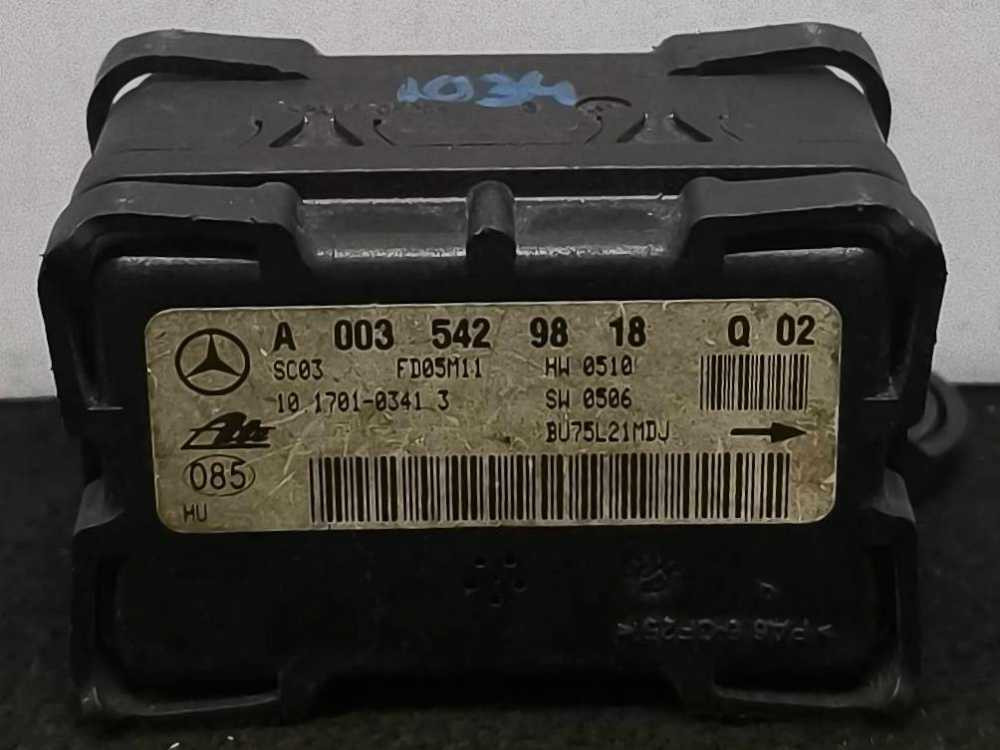 1034
A 003 542 98 18 Q 02
SC03 FD05M11 HW 0510
10.1701-0341.3 SW 0506
Ate BU75L21MDJ
085
HU